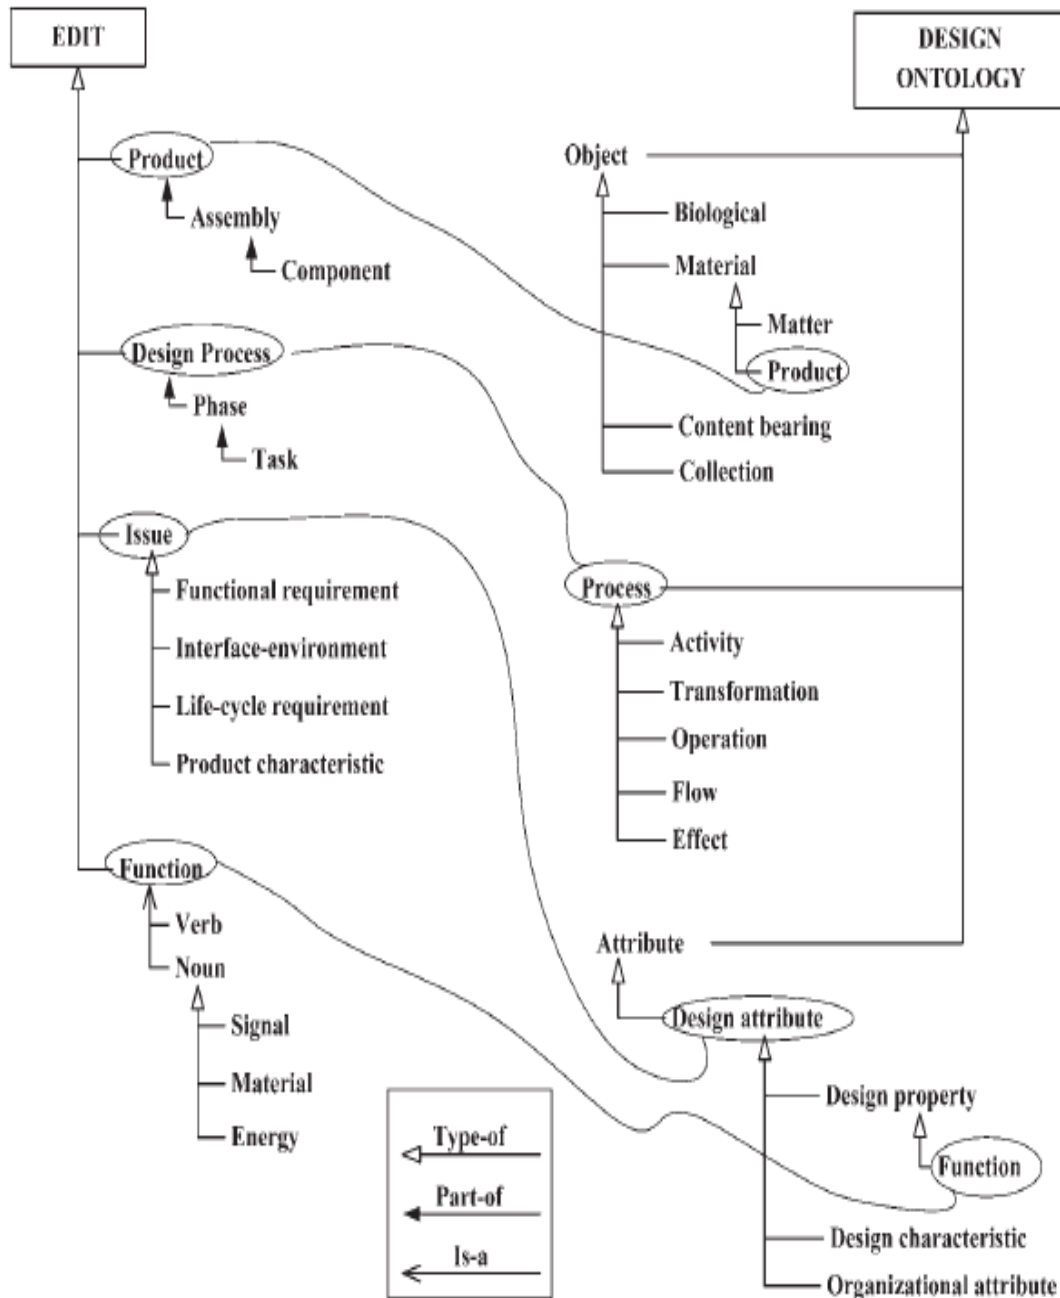 EDIT
Product
Assembly
Component
Design Process
Phase
Task
Issue
Functional requirement
Interface-environment
Life-cycle requirement
Product characteristic
Function
Verb
Noun
Signal
Material
Energy
DESIGN
ONTOLOGY
Object
Biological
Material
Matter
Product
Content bearing
Collection
Process
Activity
Transformation
Operation
Flow
Effect
Attribute
Design attribute
Design property
Function
Design characteristic
Organizational attribute
Type-of
Part-of
Is-a